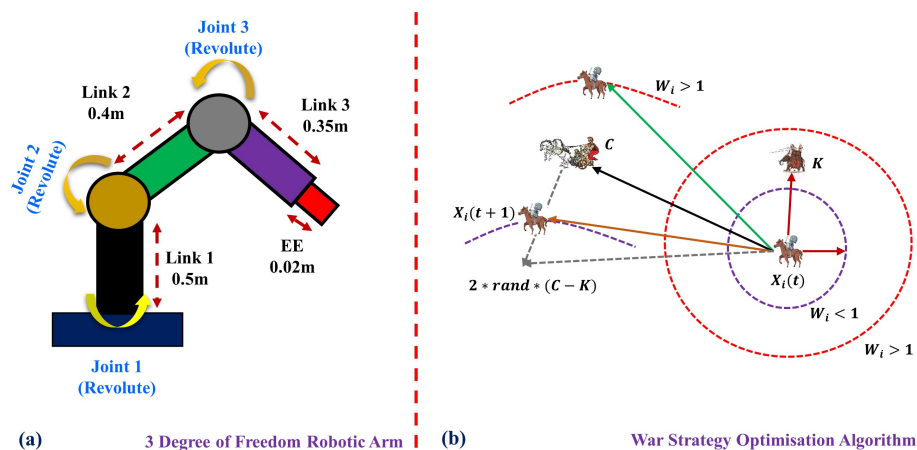 Joint 3
(Revolute)
Link 2
0.4m
Link 3
0.35m
Joint 2
(Revolute)
Link 1
0.5m
EE
0.02m
Joint 1
(Revolute)
(a)
3 Degree of Freedom Robotic Arm
W_i > 1
C
K
X_i(t+1)
X_i(t)
2 * rand * (C − K)
W_i < 1
W_i > 1
(b)
War Strategy Optimisation Algorithm